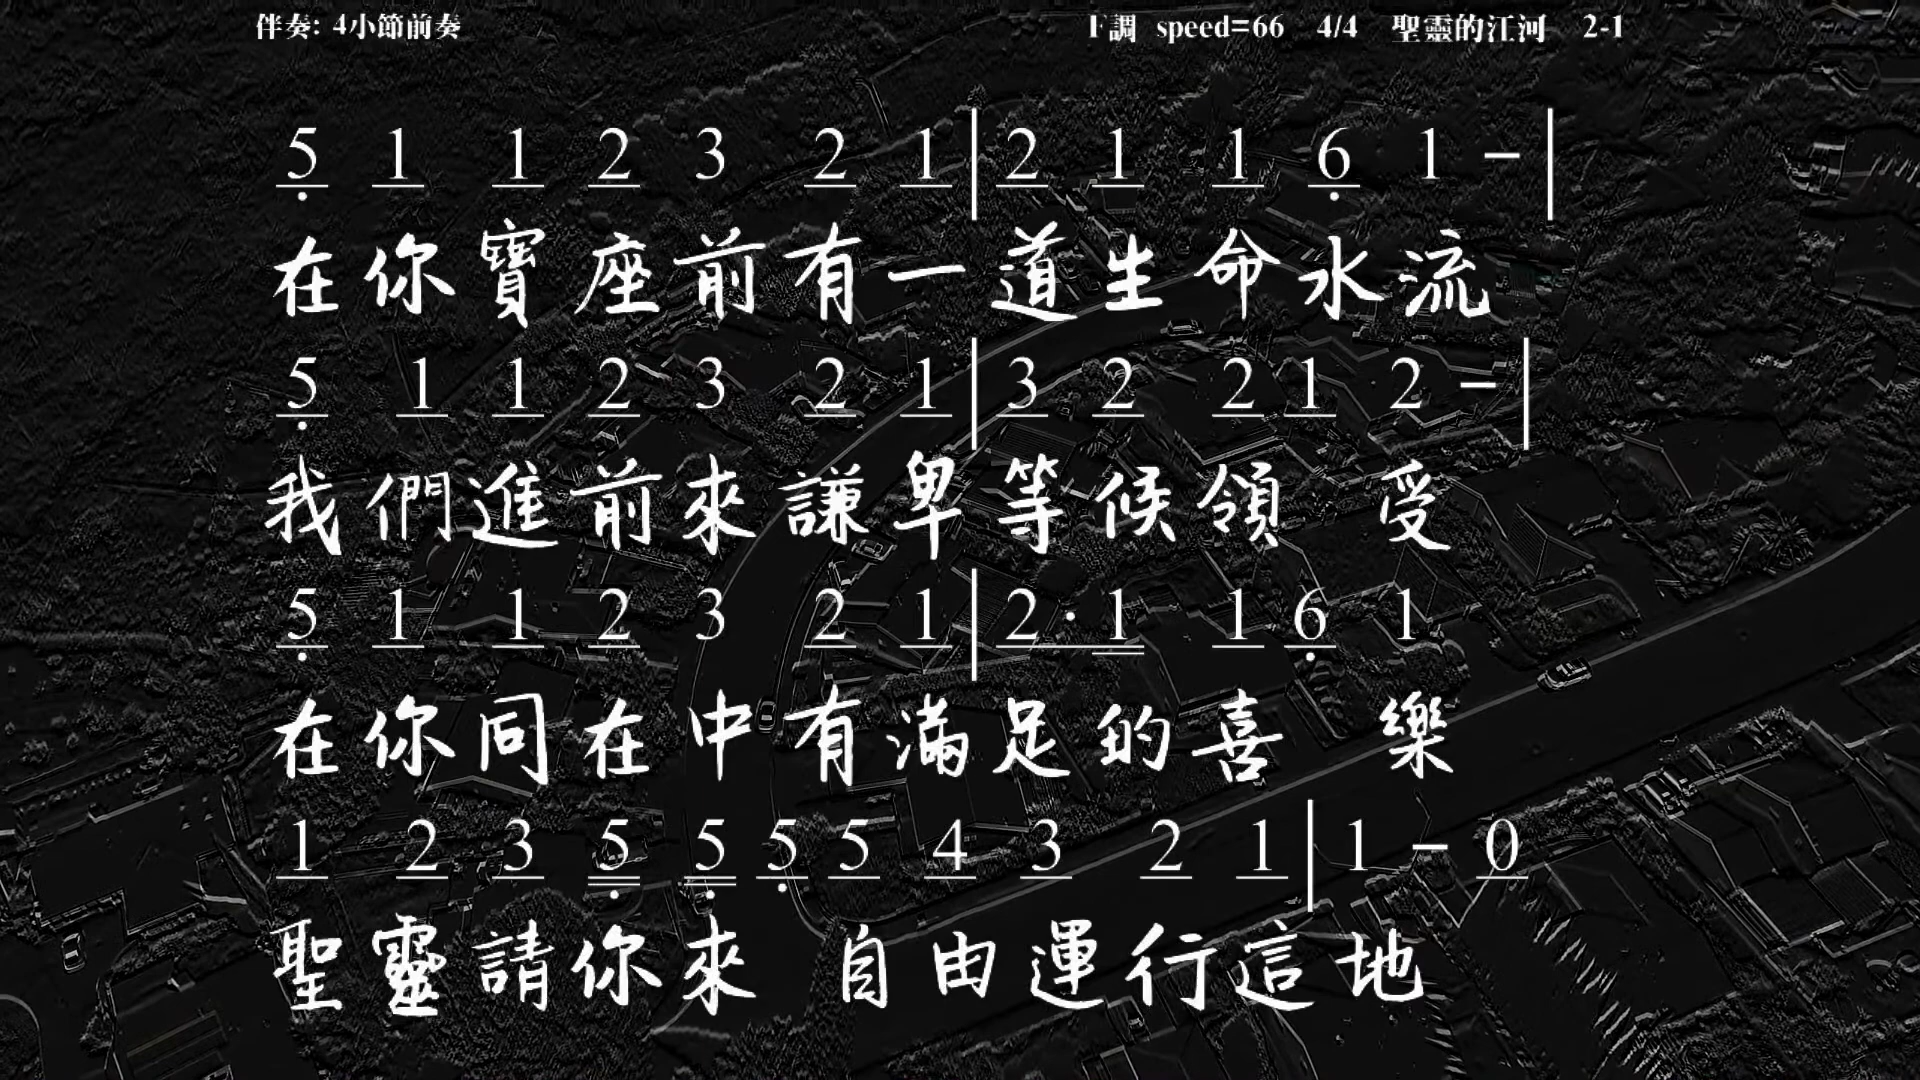 伴奏: 4小節前奏 F調 speed=66 4/4 聖靈的江河 2-1
5̣ 1 1 2 3 2 1 | 2 1 1 6̣ 1 - |
在你寶座前有一道生命水流
5̣ 1 1 2 3 2 1 | 3 2 2 1 2 - |
我們進前來謙卑等候領 受
5̣ 1 1 2 3 2 1 | 2 · 1 1 6̣ 1
在你同在中有滿足的喜 樂
1 2 3 5̣ 5̣ 5̣ 5 4 3 2 1 | 1 - 0
聖靈請你來 自由運行這地